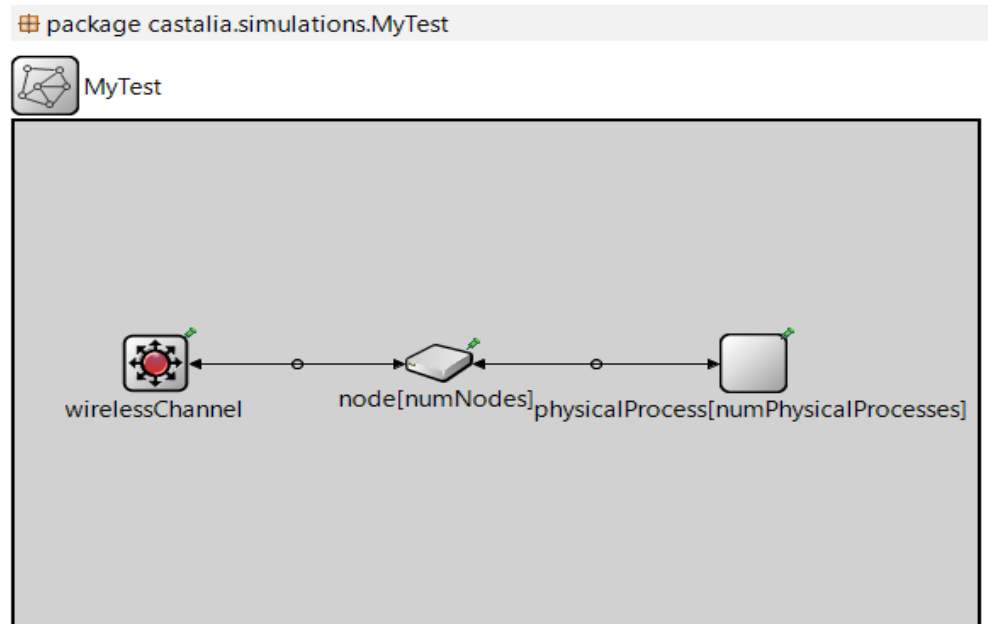 package castalia.simulations.MyTest
MyTest
wirelessChannel
node[numNodes]
physicalProcess[numPhysicalProcesses]